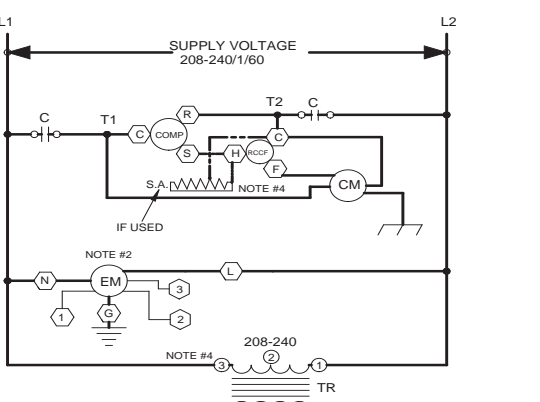 L1
L2
SUPPLY VOLTAGE
208-240/1/60
C
T1
C
COMP
R
S
T2
C
C
H
RCCF
F
S.A.
NOTE #4
CM
IF USED
NOTE #2
N
EM
L
3
1
G
2
208-240
NOTE #4
3
2
1
TR